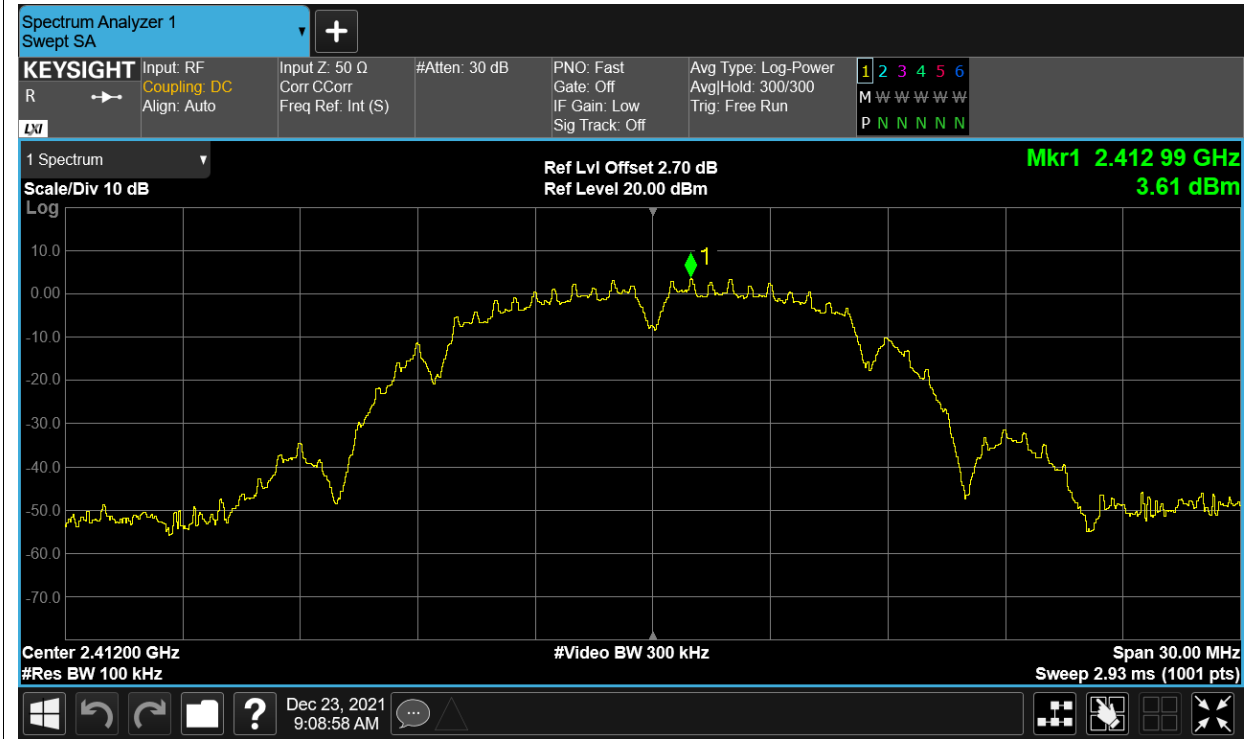 Spectrum Analyzer 1
Swept SA
KEYSIGHT
R
LXI
Input: RF
Coupling: DC
Align: Auto
Input Z: 50 Ω
Corr CCorr
Freq Ref: Int (S)
#Atten: 30 dB
PNO: Fast
Gate: Off
IF Gain: Low
Sig Track: Off
Avg Type: Log-Power
Avg|Hold: 300/300
Trig: Free Run
1 2 3 4 5 6
M W W W W W
P N N N N N
1 Spectrum
Scale/Div 10 dB
Log
Ref Lvl Offset 2.70 dB
Ref Level 20.00 dBm
Mkr1 2.412 99 GHz
3.61 dBm
1
10.0
0.00
-10.0
-20.0
-30.0
-40.0
-50.0
-60.0
-70.0
Center 2.41200 GHz
#Video BW 300 kHz
Span 30.00 MHz
#Res BW 100 kHz
Sweep 2.93 ms (1001 pts)
?
Dec 23, 2021
9:08:58 AM